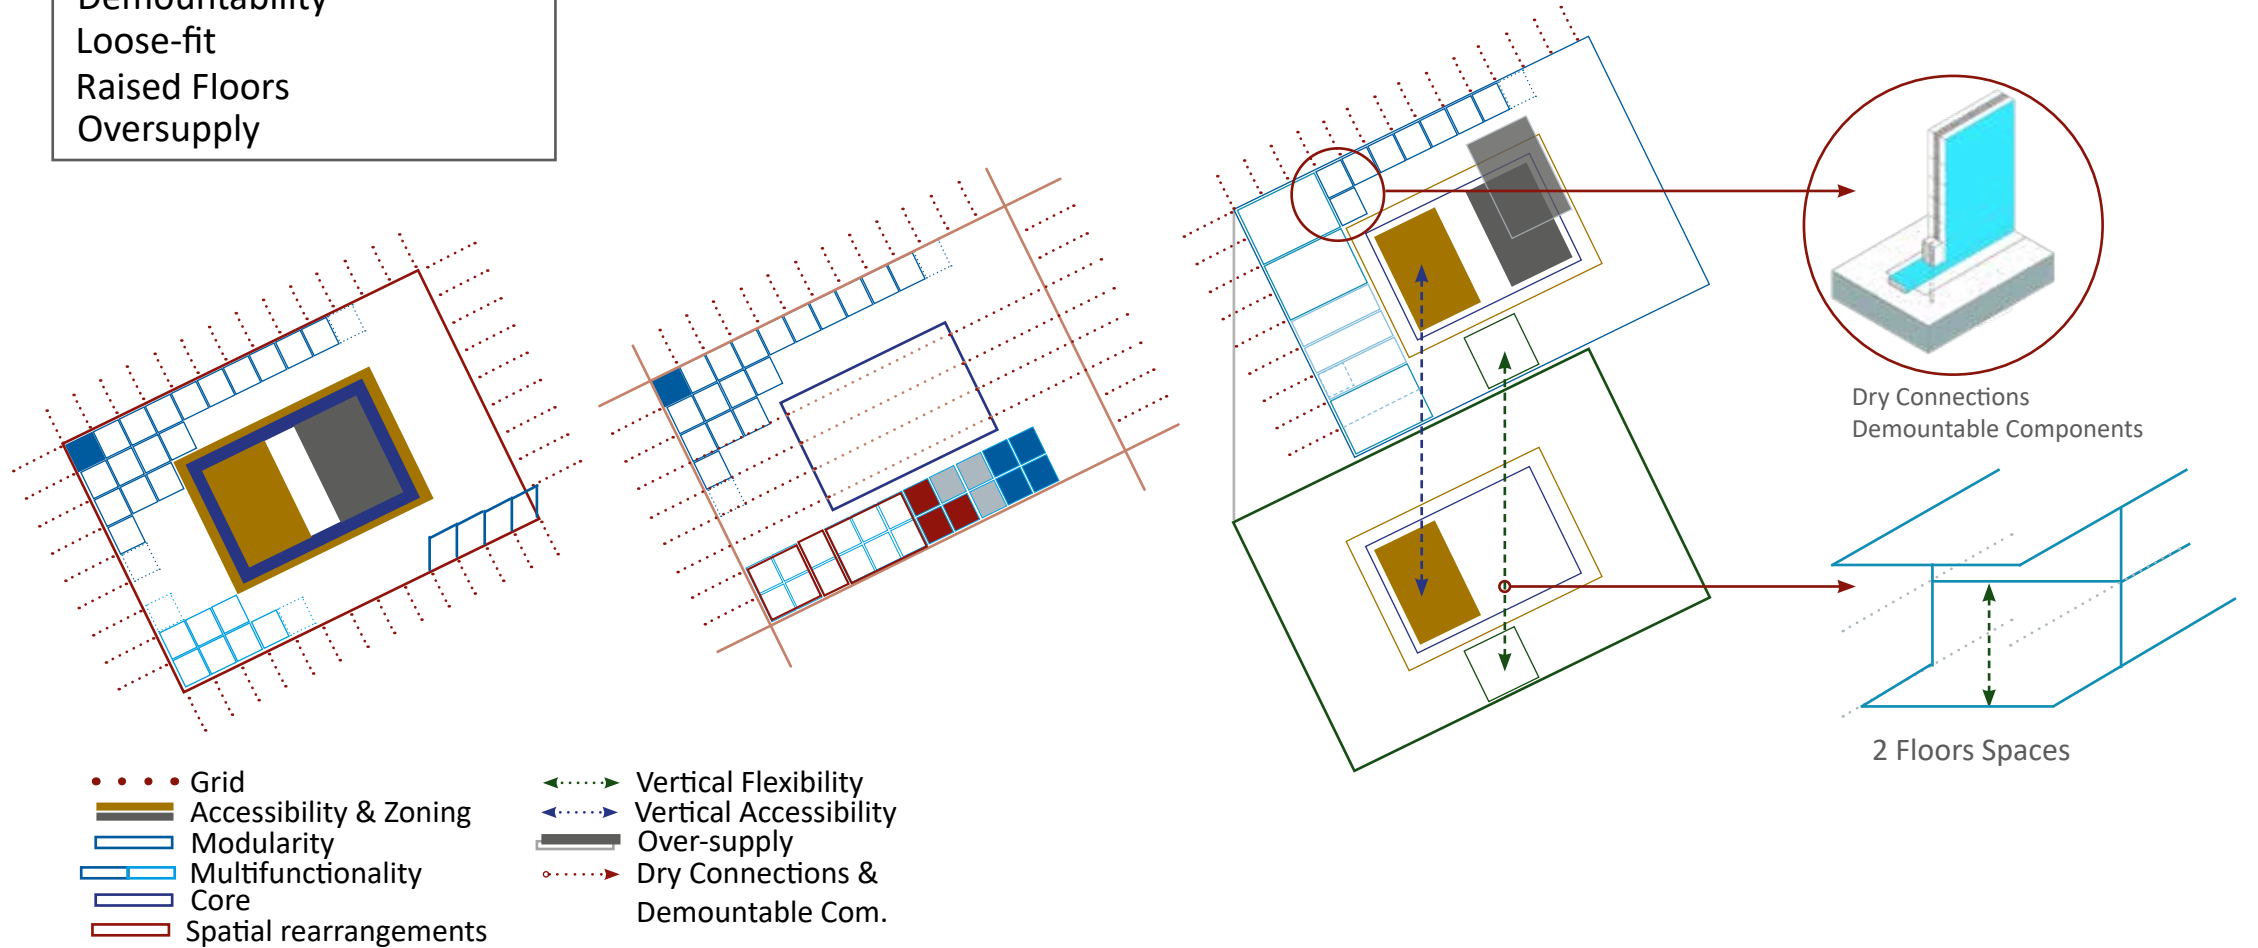 Demountability
Loose-fit
Raised Floors
Oversupply
Dry Connections
Demountable Components
2 Floors Spaces
Grid
Accessibility & Zoning
Modularity
Multifunctionality
Core
Spatial rearrangements
Vertical Flexibility
Vertical Accessibility
Over-supply
Dry Connections &
Demountable Com.